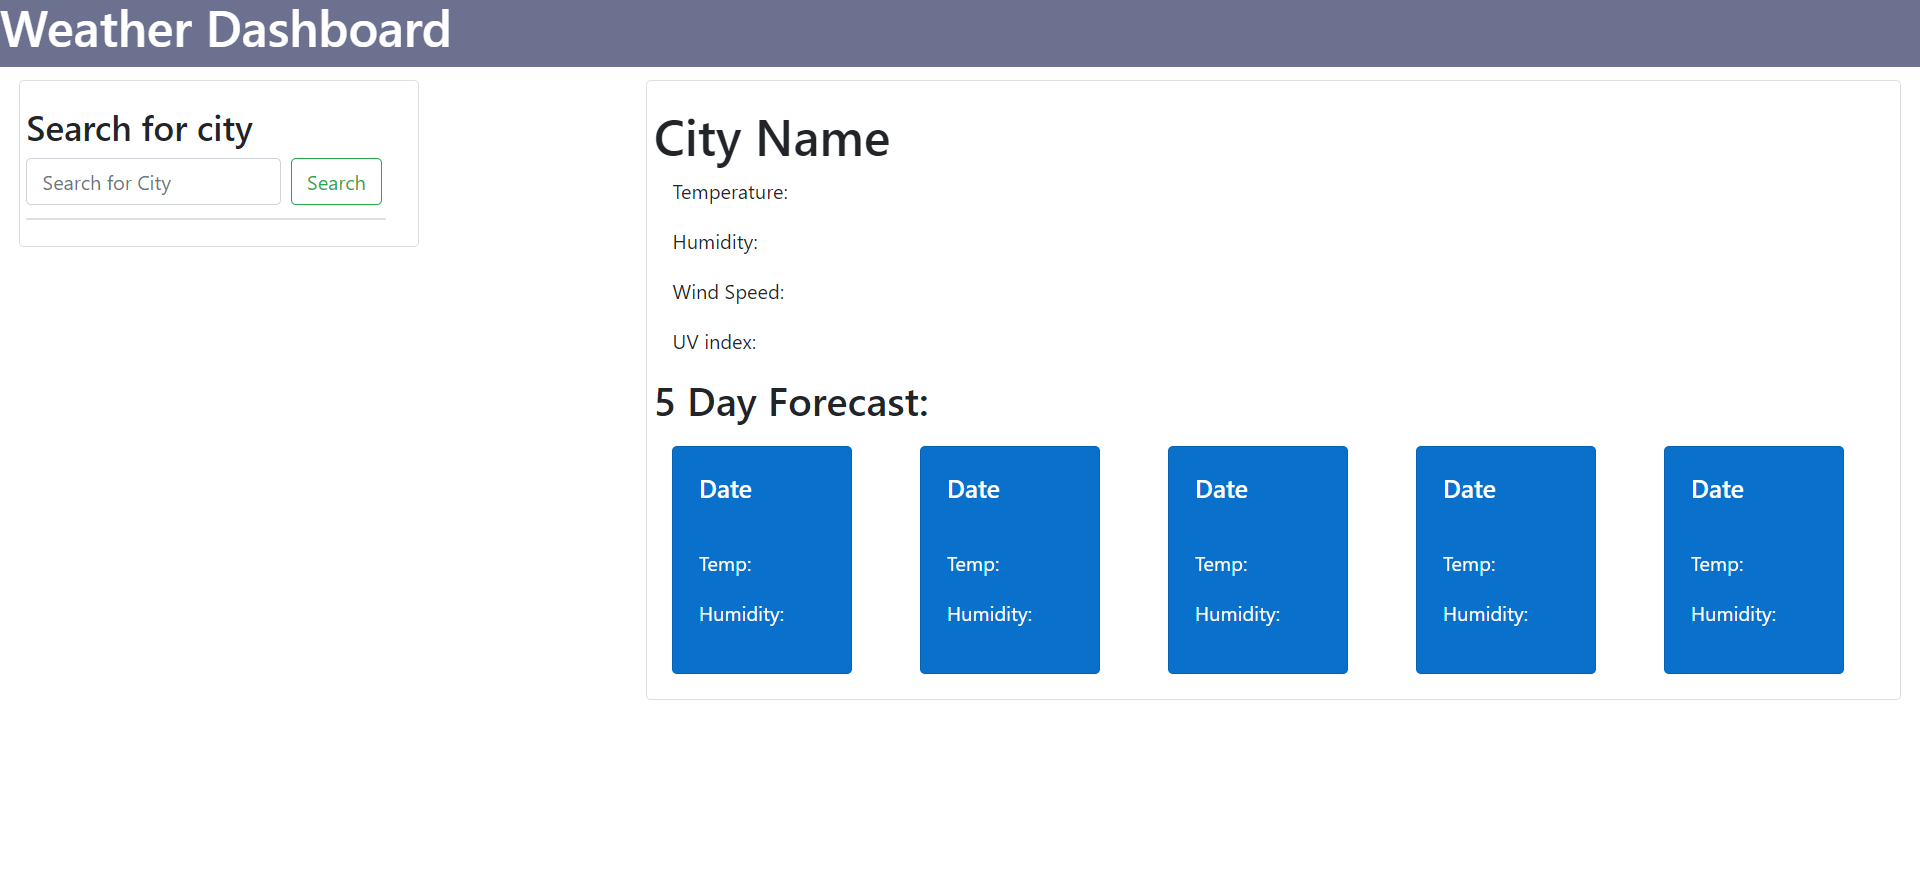 Weather Dashboard
Search for city
Search for City Search
City Name
Temperature:
Humidity:
Wind Speed:
UV index:
5 Day Forecast:
Date Date Date Date Date
Temp: Temp: Temp: Temp: Temp:
Humidity: Humidity: Humidity: Humidity: Humidity: